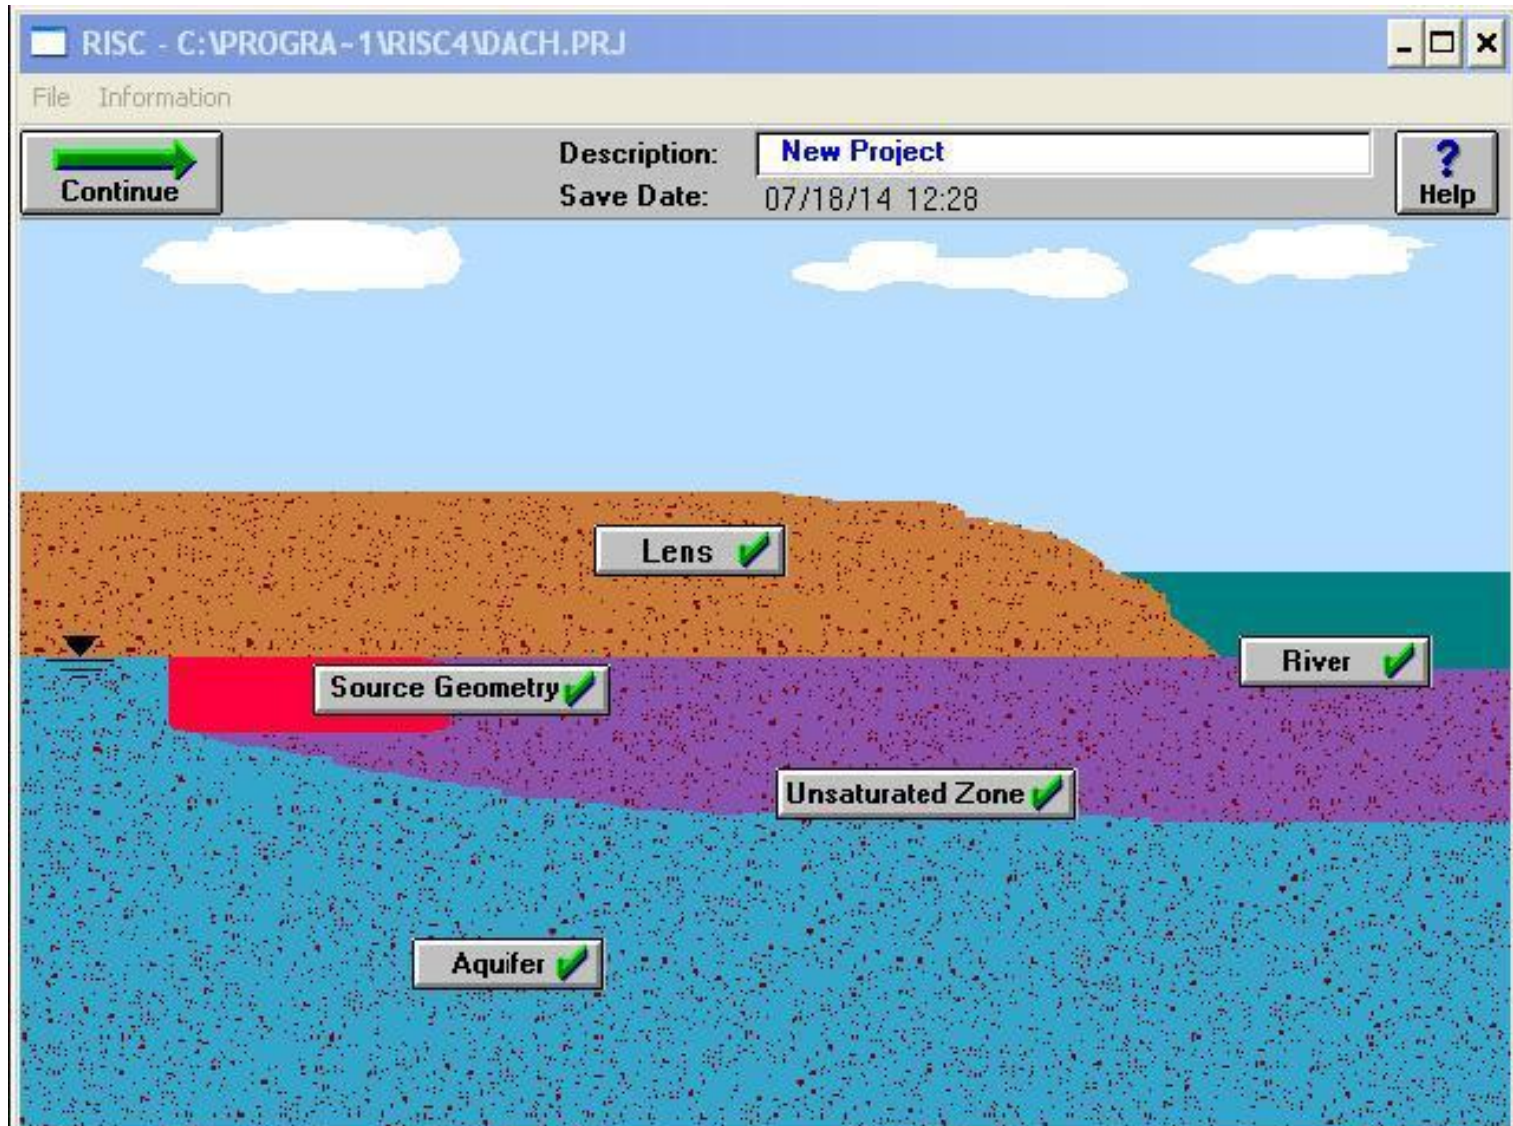 RISC - C:\PROGRA~1\RISC4\DACH.PRJ
File Information
Continue
Description: New Project
Save Date: 07/18/14 12:28
? Help
Lens
Source Geometry
River
Unsaturated Zone
Aquifer